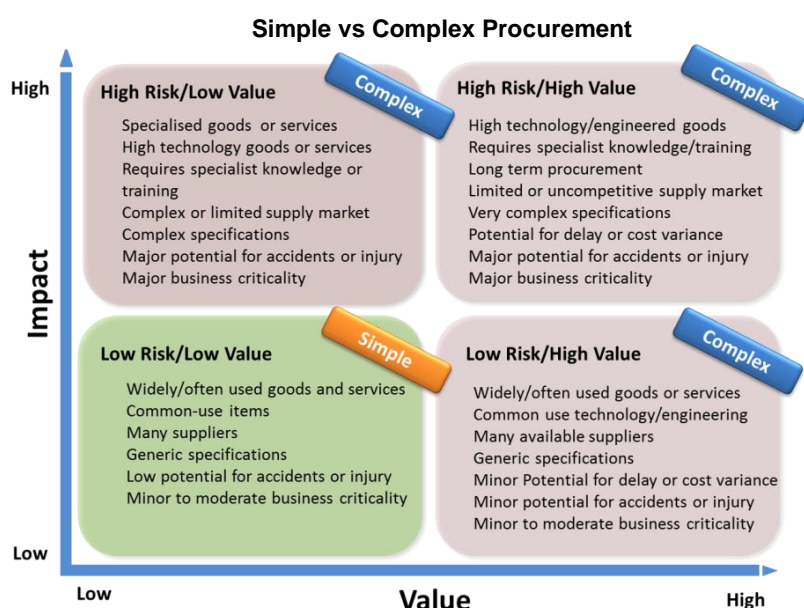 Simple vs Complex Procurement
High
Impact
Low
High Risk/Low Value
Complex
Specialised goods or services
High technology goods or services
Requires specialist knowledge or
training
Complex or limited supply market
Complex specifications
Major potential for accidents or injury
Major business criticality
High Risk/High Value
Complex
High technology/engineered goods
Requires specialist knowledge/training
Long term procurement
Limited or uncompetitive supply market
Very complex specifications
Potential for delay or cost variance
Major potential for accidents or injury
Major business criticality
Low Risk/Low Value
Simple
Widely/often used goods and services
Common-use items
Many suppliers
Generic specifications
Low potential for accidents or injury
Minor to moderate business criticality
Low Risk/High Value
Complex
Widely/often used goods or services
Common use technology/engineering
Many available suppliers
Generic specifications
Minor Potential for delay or cost variance
Minor potential for accidents or injury
Minor to moderate business criticality
Low
Value
High